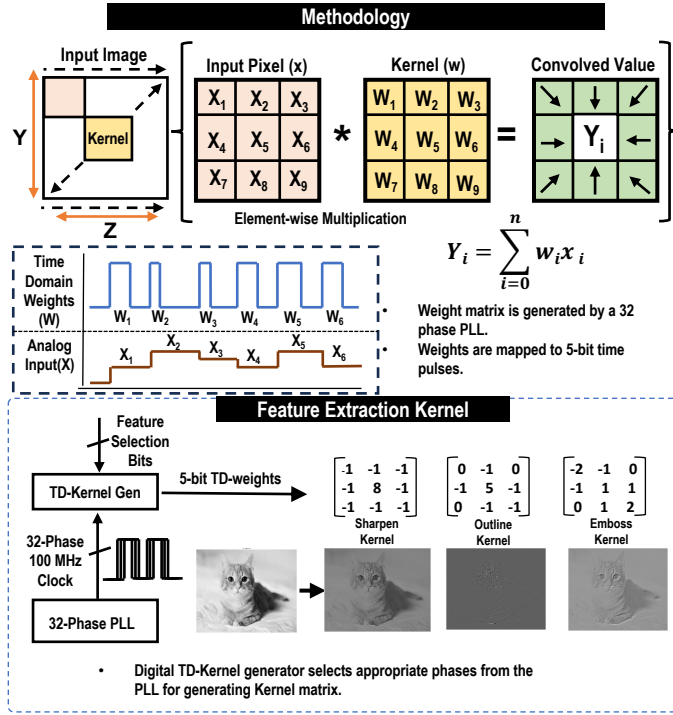 Methodology
Input Image
Input Pixel (x)
Kernel (w)
Convolved Value
Y
Kernel
Z
X1 X2 X3
X4 X5 X6
X7 X8 X9
*
W1 W2 W3
W4 W5 W6
W7 W8 W9
=
Yi
Element-wise Multiplication
Y_i = \sum_{i=0}^{n} w_i x_i
Time
Domain
Weights
(W)
W1 W2 W3 W4 W5 W6
Analog
Input(X)
X1 X2 X3 X4 X5 X6
• Weight matrix is generated by a 32
phase PLL.
• Weights are mapped to 5-bit time
pulses.
Feature Extraction Kernel
Feature
Selection
Bits
TD-Kernel Gen
5-bit TD-weights
32-Phase
100 MHz
Clock
32-Phase PLL
-1 -1 -1
-1 8 -1
-1 -1 -1
Sharpen
Kernel
0 -1 0
-1 5 -1
0 -1 -1
Outline
Kernel
-2 -1 0
-1 1 1
0 1 2
Emboss
Kernel
• Digital TD-Kernel generator selects appropriate phases from the
PLL for generating Kernel matrix.